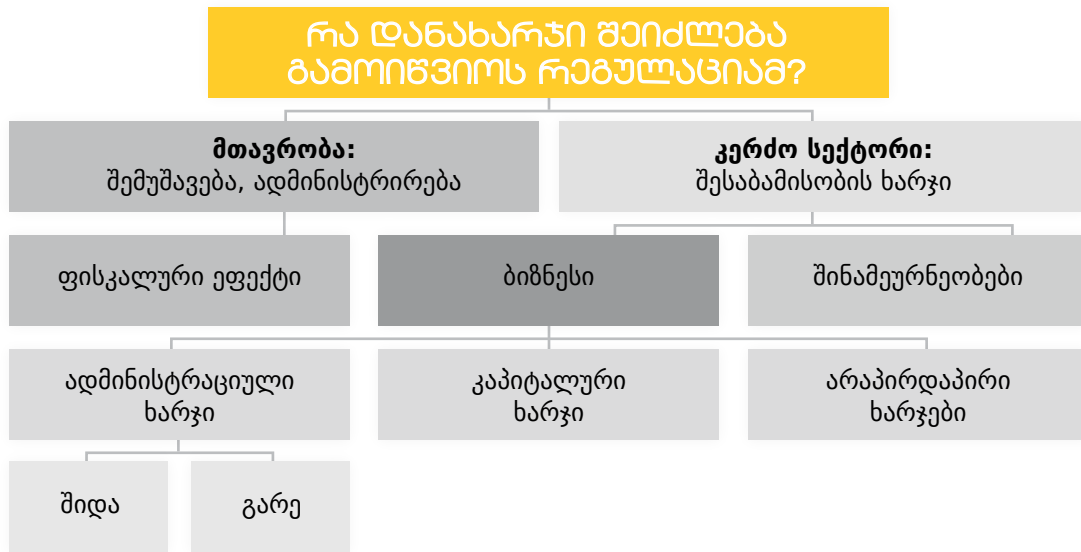 რა დანახარჯი შეიძლება
გამოიწვიოს რეგულაციამ?
მთავრობა:
შემუშავება, ადმინისტრირება
კერძო სექტორი:
შესაბამისობის ხარჯი
ფისკალური ეფექტი
ბიზნესი
შინამეურნეობები
ადმინისტრაციული
ხარჯი
კაპიტალური
ხარჯი
არაპირდაპირი
ხარჯები
შიდა
გარე